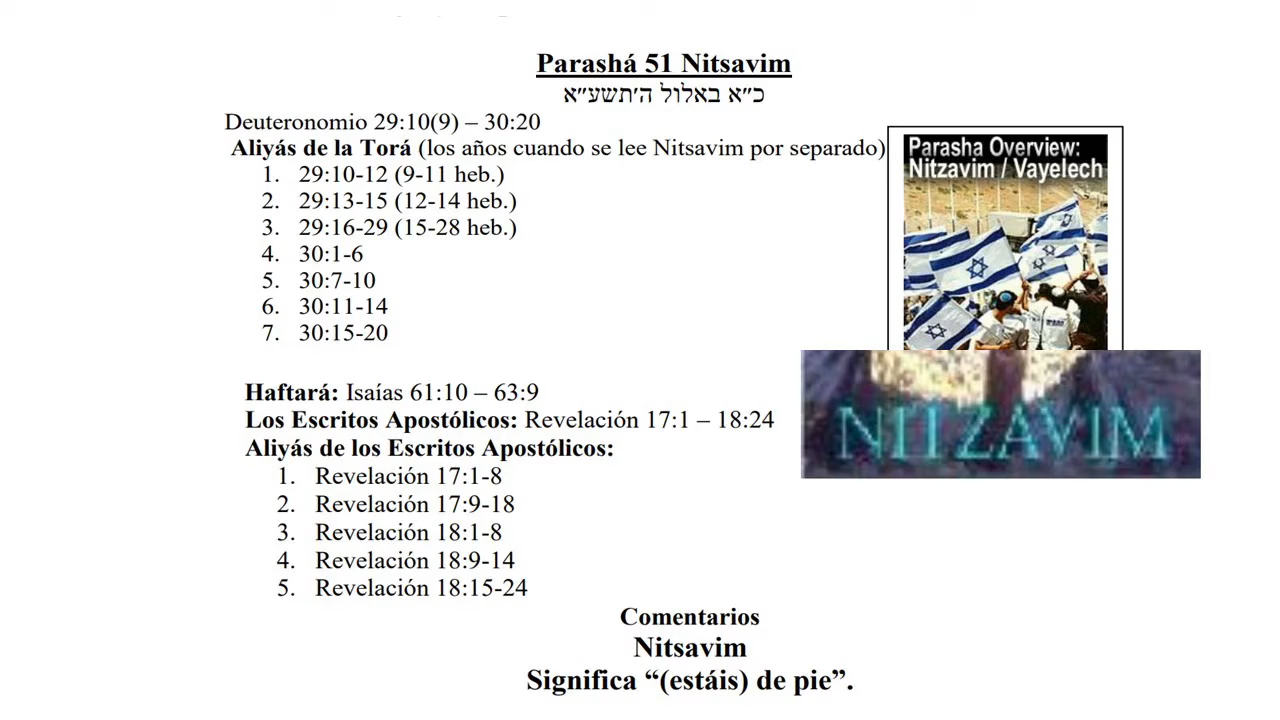 Parashá 51 Nitsavim
כ״א באלול ה׳תשע״א
Deuteronomio 29:10(9) – 30:20
Aliyás de la Torá (los años cuando se lee Nitsavim por separado)
1. 29:10-12 (9-11 heb.)
2. 29:13-15 (12-14 heb.)
3. 29:16-29 (15-28 heb.)
4. 30:1-6
5. 30:7-10
6. 30:11-14
7. 30:15-20
Parasha Overview:
Nitzavim / Vayelech
NITZAVIM
Haftará: Isaías 61:10 – 63:9
Los Escritos Apostólicos: Revelación 17:1 – 18:24
Aliyás de los Escritos Apostólicos:
1. Revelación 17:1-8
2. Revelación 17:9-18
3. Revelación 18:1-8
4. Revelación 18:9-14
5. Revelación 18:15-24
Comentarios
Nitsavim
Significa “(estáis) de pie”.